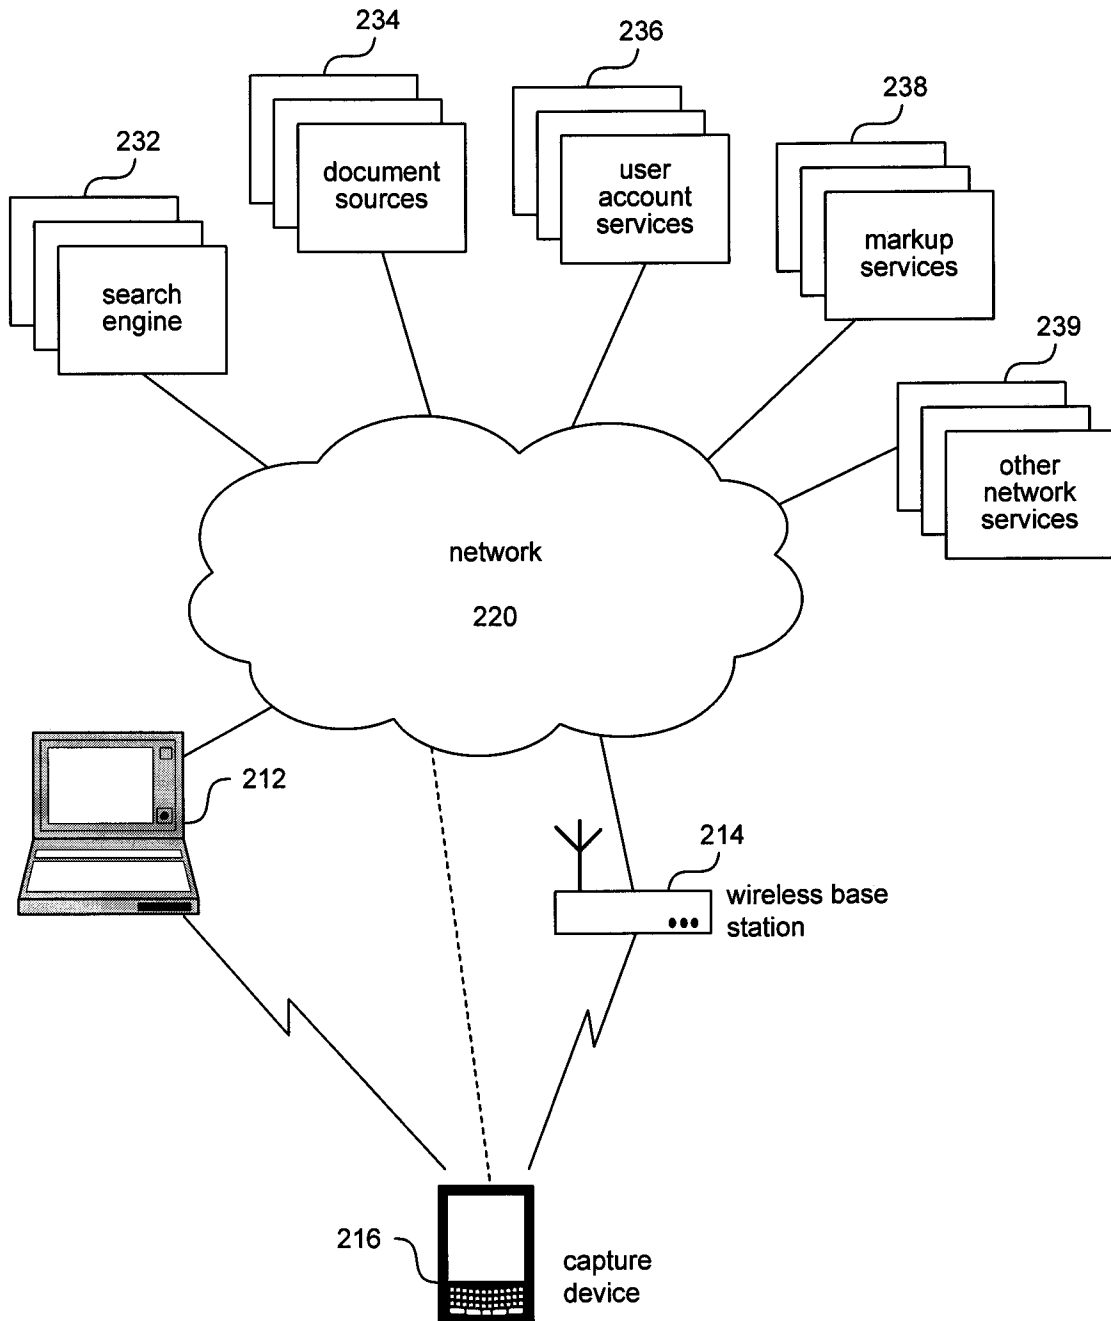 234
236
238
232
document
sources
user
account
services
markup
services
search
engine
239
other
network
services
network
220
212
214
wireless base
station
216
capture
device